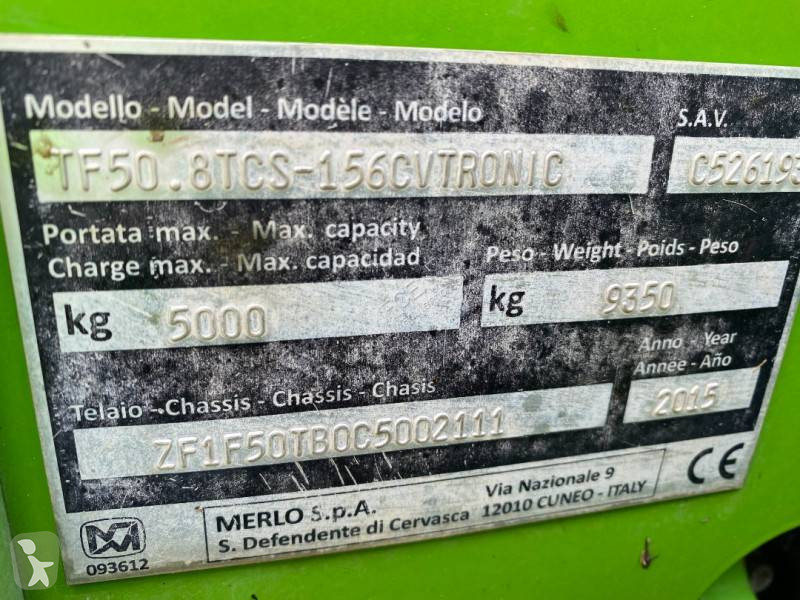 Modello - Model - Modèle - Modelo
S.A.V.
TF50.8TCS-156CVTRONIC
C526193
Portata max. - Max. capacity
Charge max. - Max. capacidad
Peso - Weight - Poids - Peso
kg 5000
kg 9350
Anno - Year
Année - Año
Telaio - Chassis - Chassis - Chasis
2015
ZF1F50TB0C5002111
MERLO S.p.A.
Via Nazionale 9
S. Defendente di Cervasca 12010 CUNEO - ITALY
CE
093612